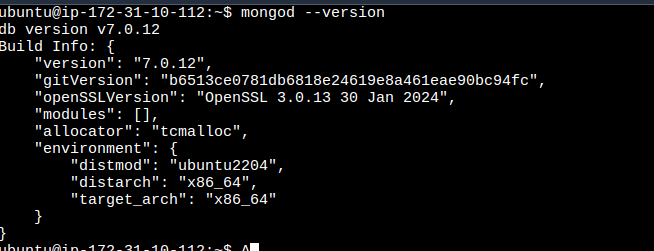 ubuntu@ip-172-31-10-112:~$ mongod --version
db version v7.0.12
Build Info: {
    "version": "7.0.12",
    "gitVersion": "b6513ce0781db6818e24619e8a461eae90bc94fc",
    "openSSLVersion": "OpenSSL 3.0.13 30 Jan 2024",
    "modules": [],
    "allocator": "tcmalloc",
    "environment": {
        "distmod": "ubuntu2204",
        "distarch": "x86_64",
        "target_arch": "x86_64"
    }
}
ubuntu@ip-172-31-10-112:~$ A